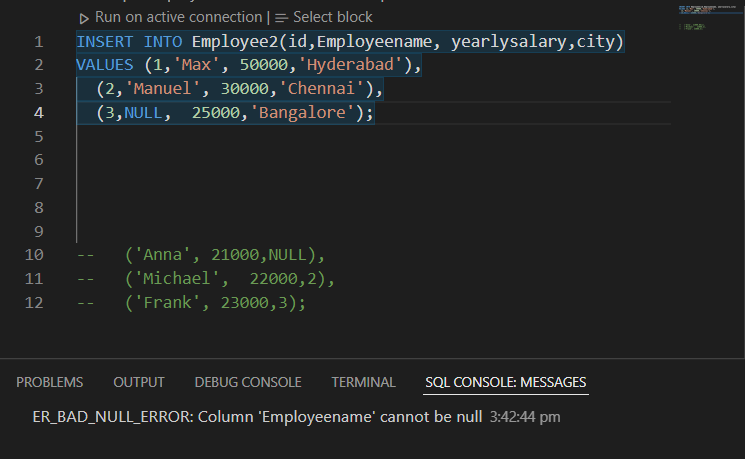 Run on active connection | Select block
1 INSERT INTO Employee2(id,Employeename, yearlysalary,city)
2 VALUES (1,'Max', 50000,'Hyderabad'),
3 (2,'Manuel', 30000,'Chennai'),
4 (3,NULL, 25000,'Bangalore');
5
6
7
8
9
10 -- ('Anna', 21000,NULL),
11 -- ('Michael', 22000,2),
12 -- ('Frank', 23000,3);
PROBLEMS OUTPUT DEBUG CONSOLE TERMINAL SQL CONSOLE: MESSAGES
ER_BAD_NULL_ERROR: Column 'Employeename' cannot be null 3:42:44 pm